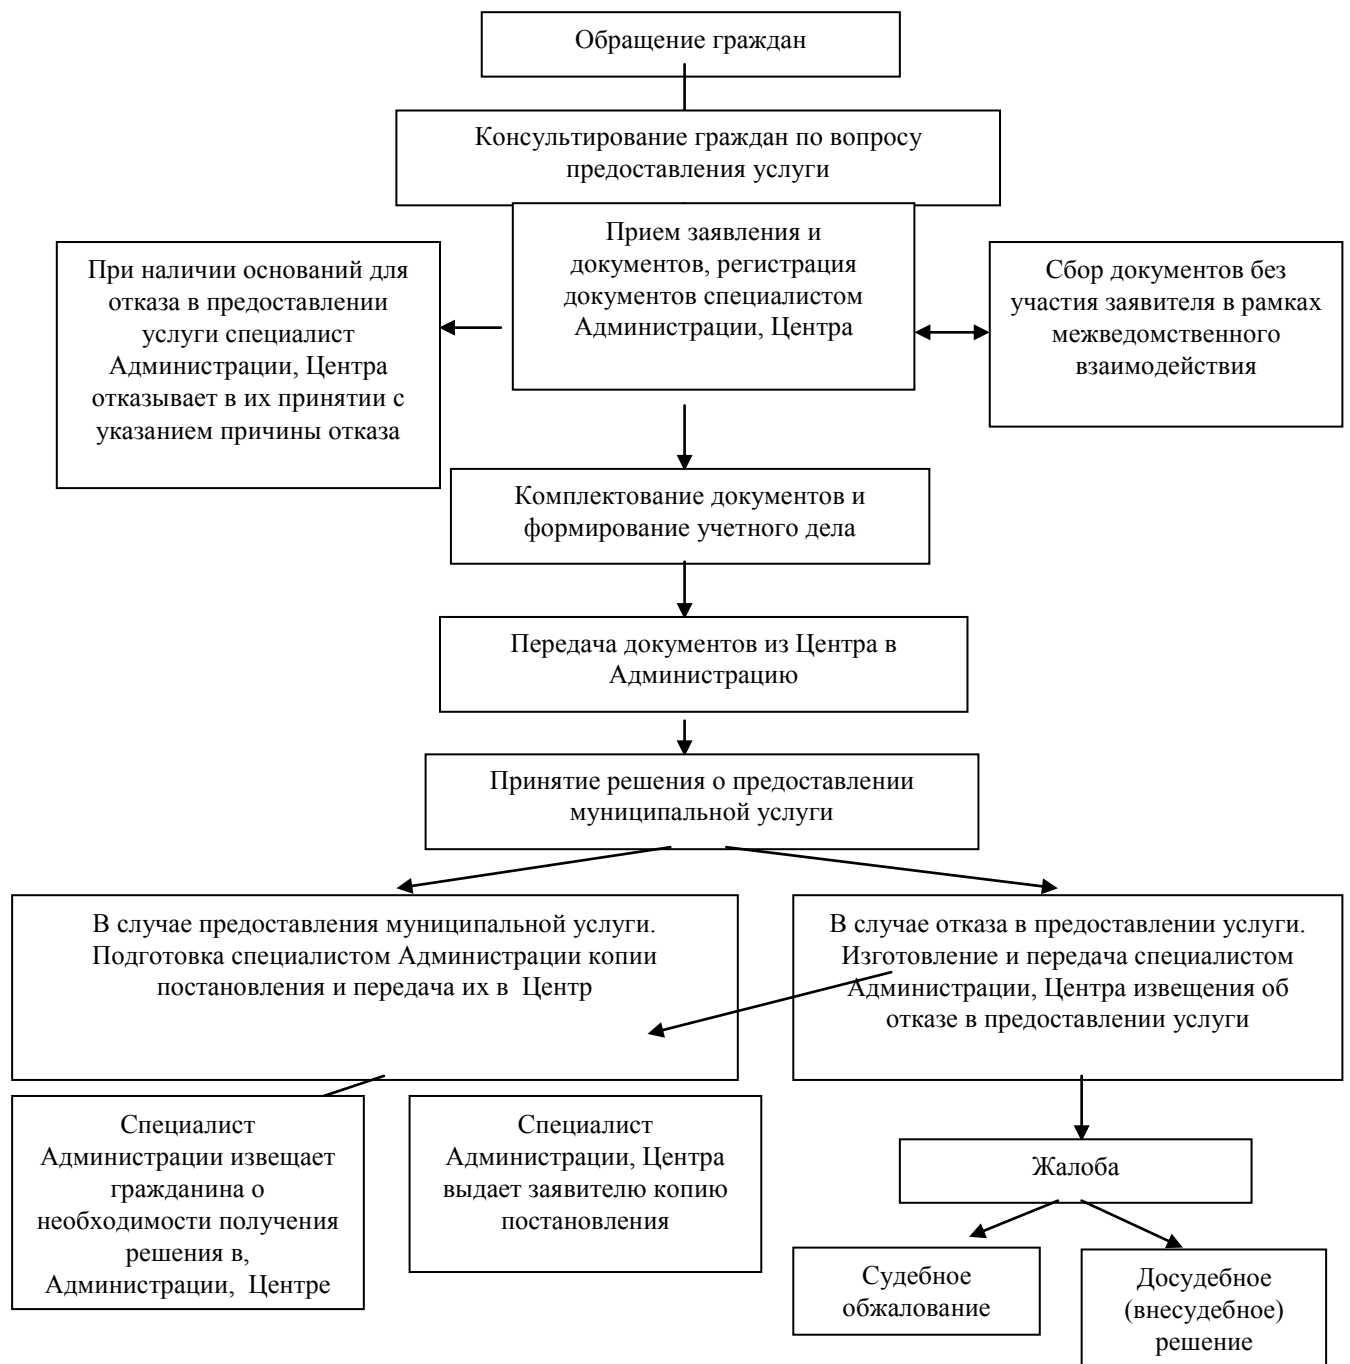 Обращение граждан
Консультирование граждан по вопросу
предоставления услуги
Прием заявления и
документов, регистрация
документов специалистом
Администрации, Центра
При наличии оснований для
отказа в предоставлении
услуги специалист
Администрации, Центра
отказывает в их принятии с
указанием причины отказа
Сбор документов без
участия заявителя в рамках
межведомственного
взаимодействия
Комплектование документов и
формирование учетного дела
Передача документов из Центра в
Администрацию
Принятие решения о предоставлении
муниципальной услуги
В случае предоставления муниципальной услуги.
Подготовка специалистом Администрации копии
постановления и передача их в Центр
В случае отказа в предоставлении услуги.
Изготовление и передача специалистом
Администрации, Центра извещения об
отказе в предоставлении услуги
Специалист
Администрации извещает
гражданина о
необходимости получения
решения в,
Администрации, Центре
Специалист
Администрации, Центра
выдает заявителю копию
постановления
Жалоба
Судебное
обжалование
Досудебное
(внесудебное)
решение